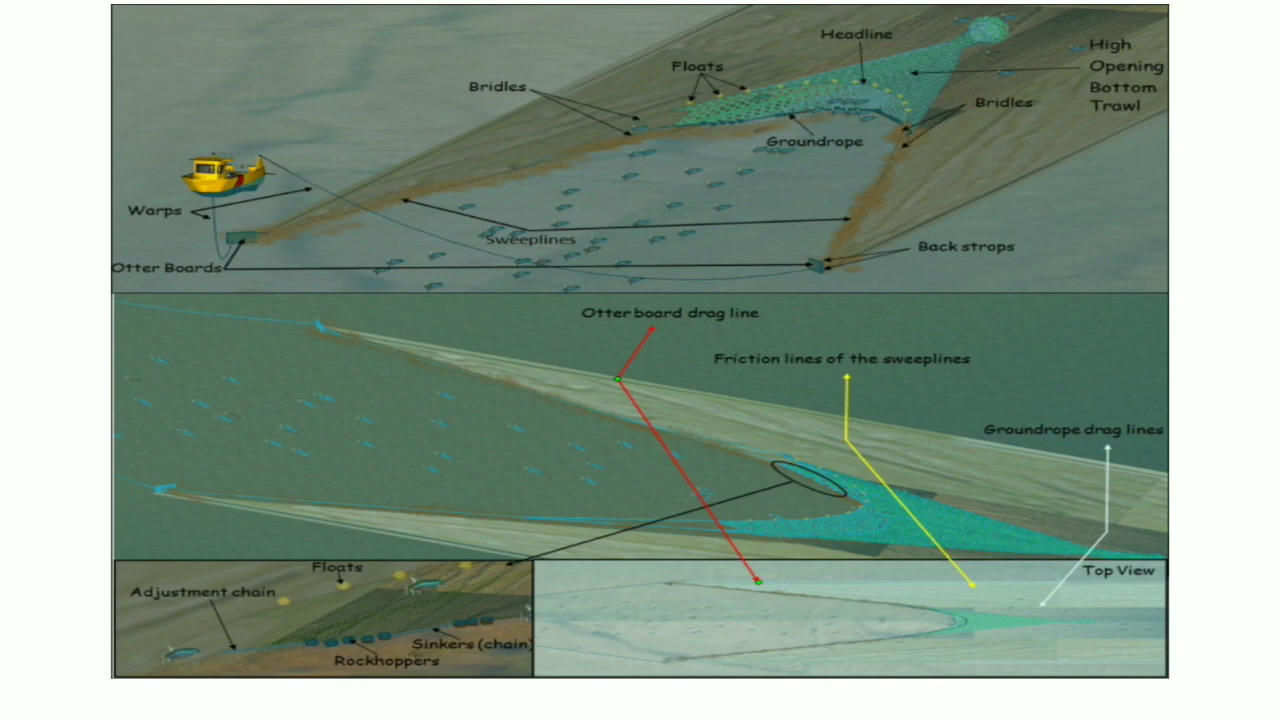 Headline
High
Opening
Bottom
Trawl
Floats
Bridles
Bridles
Groundrope
Warps
Sweeplines
Back strops
Otter Boards
Otter board drag line
Friction lines of the sweeplines
Groundrope drag lines
Floats
Adjustment chain
Sinkers (chain)
Rockhoppers
Top View